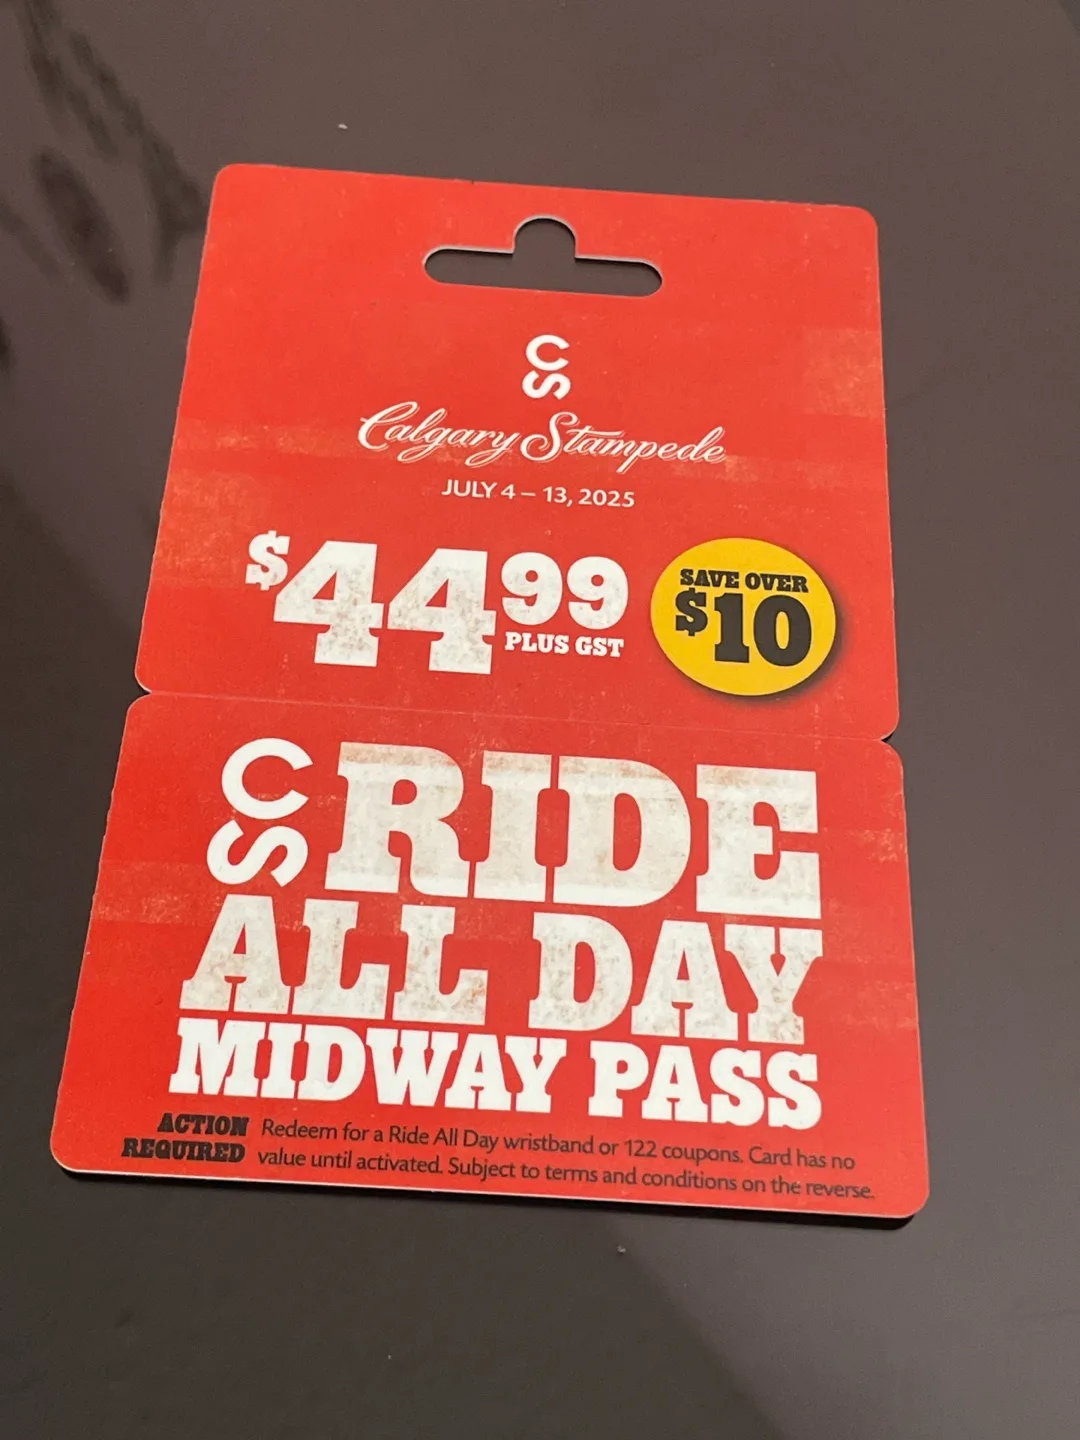 SC
Calgary Stampede
JULY 4 – 13, 2025
$44 99
PLUS GST
SAVE OVER
$10
SC
RIDE
ALL DAY
MIDWAY PASS
ACTION REQUIRED
Redeem for a Ride All Day wristband or 122 coupons. Card has no
value until activated. Subject to terms and conditions on the reverse.